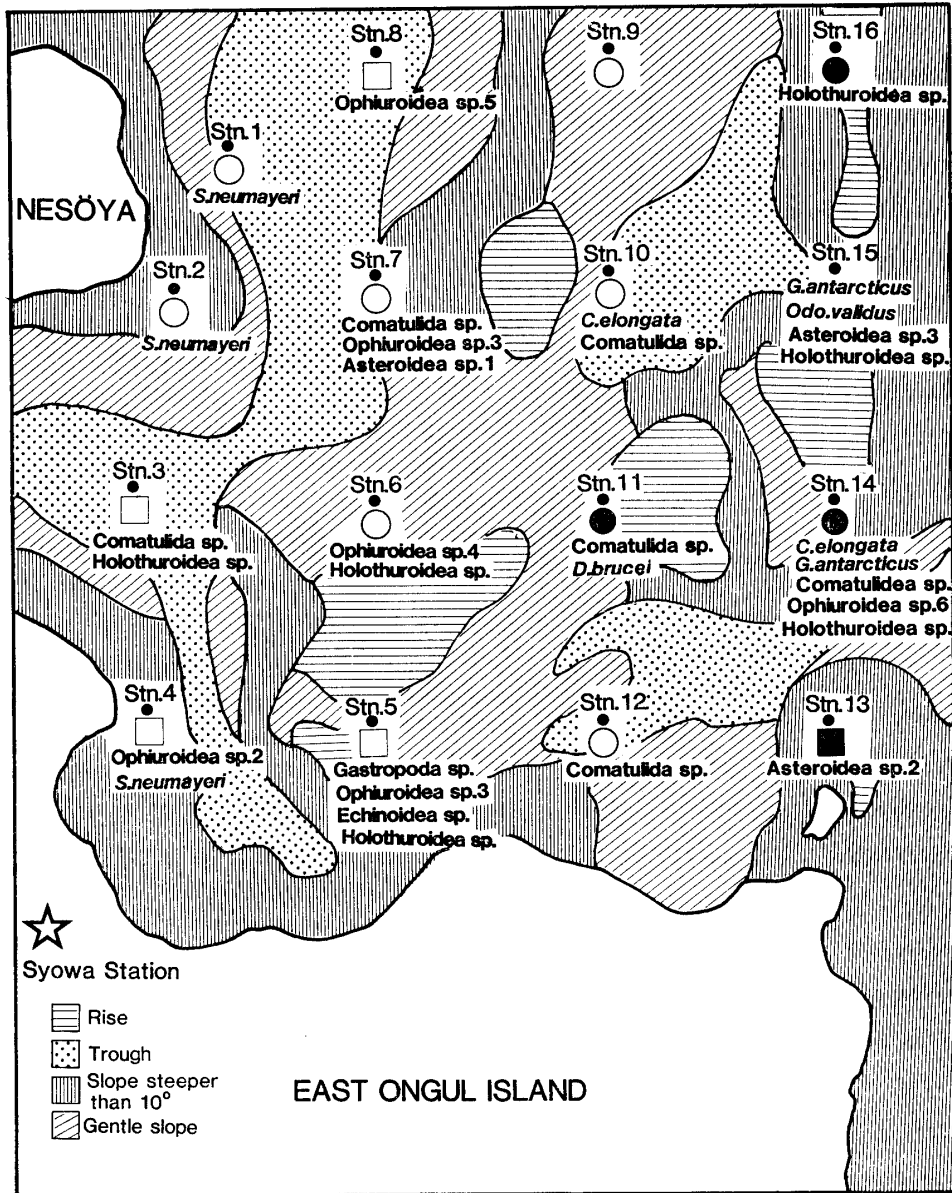 Stn.8
Ophiuroidea sp.5
Stn.9
Stn.16
Holothuroidea sp.
Stn.1
S.neumayeri
NESÖYA
Stn.2
S.neumayeri
Stn.7
Comatulida sp.
Ophiuroidea sp.3
Asteroidea sp.1
Stn.10
C.elongata
Comatulida sp.
Stn.15
G.antarcticus
Odo.validus
Asteroidea sp.3
Holothuroidea sp.
Stn.3
Comatulida sp.
Holothuroidea sp.
Stn.6
Ophiuroidea sp.4
Holothuroidea sp.
Stn.11
Comatulida sp.
D.brucei
Stn.14
C.elongata
G.antarcticus
Comatulidea sp.
Ophiuroidea sp.6
Holothuroidea sp.
Stn.4
Ophiuroidea sp.2
S.neumayeri
Stn.5
Gastropoda sp.
Ophiuroidea sp.3
Echinoidea sp.
Holothuroidea sp.
Stn.12
Comatulida sp.
Stn.13
Asteroidea sp.2
Syowa Station
Rise
Trough
Slope steeper
than 10°
Gentle slope
EAST ONGUL ISLAND